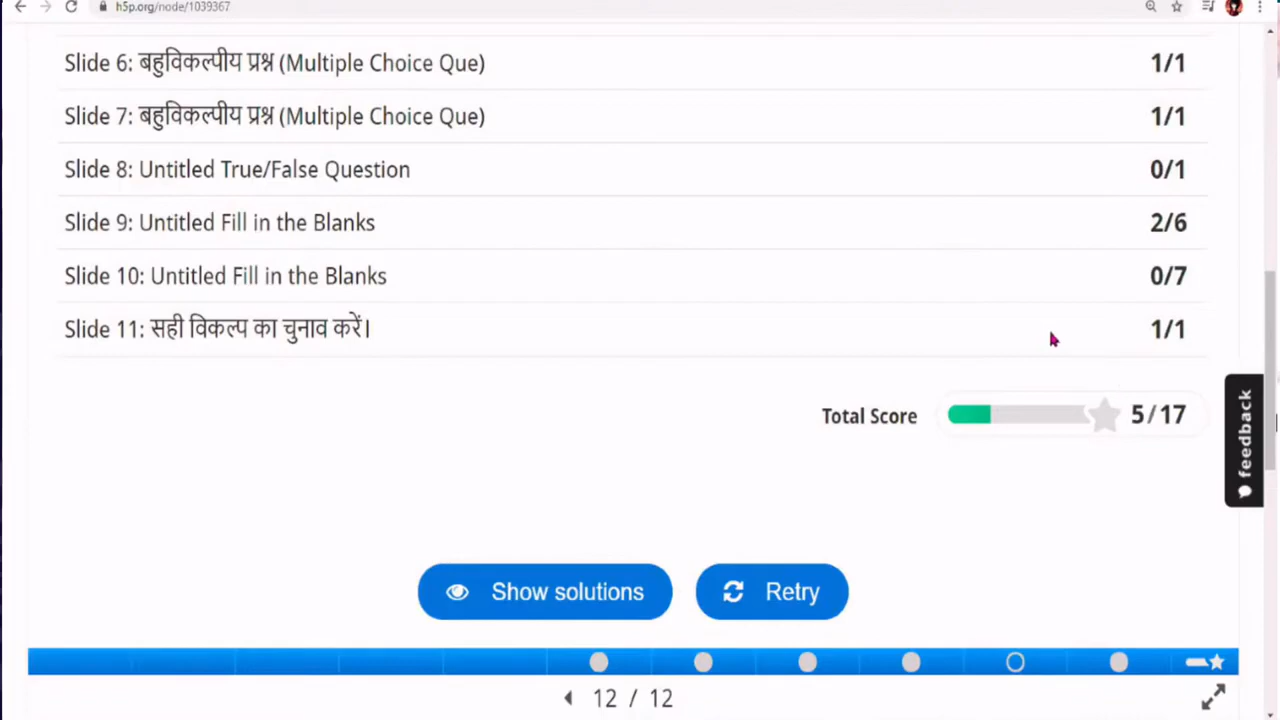 h5p.org/node/1039367
Slide 6: बहुविकल्पीय प्रश्न (Multiple Choice Que) 1/1
Slide 7: बहुविकल्पीय प्रश्न (Multiple Choice Que) 1/1
Slide 8: Untitled True/False Question 0/1
Slide 9: Untitled Fill in the Blanks 2/6
Slide 10: Untitled Fill in the Blanks 0/7
Slide 11: सही विकल्प का चुनाव करें। 1/1
Total Score 5/17
feedback
Show solutions Retry
12 / 12